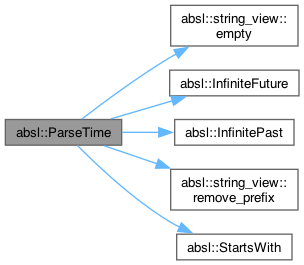 absl::string_view::
empty
absl::InfiniteFuture
absl::ParseTime
absl::InfinitePast
absl::string_view::
remove_prefix
absl::StartsWith